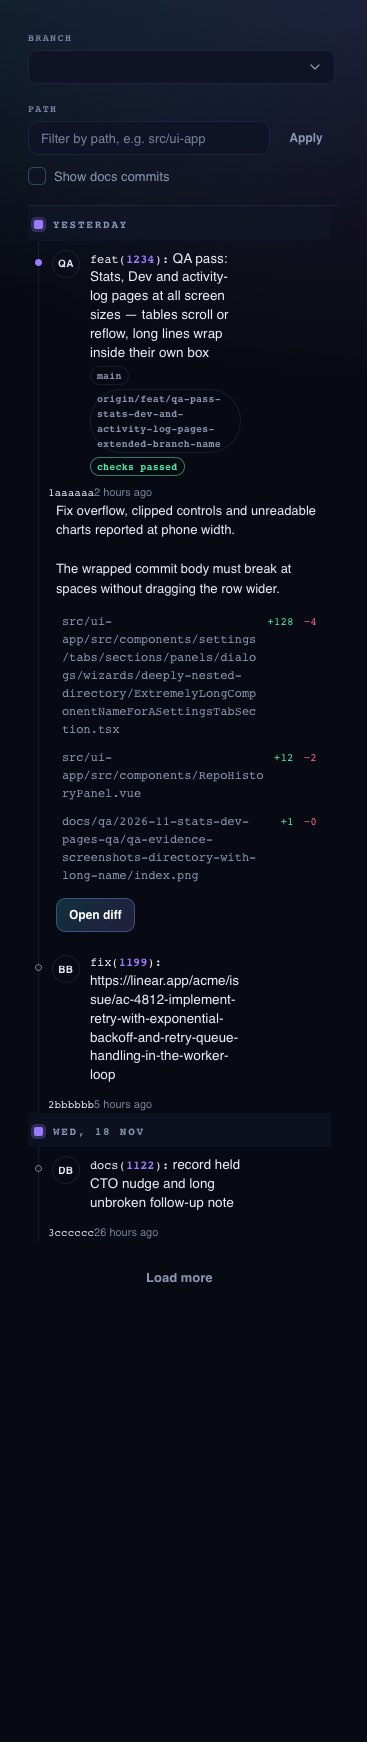 BRANCH
PATH
Filter by path, e.g. src/ui-app
Apply
Show docs commits
YESTERDAY
QA
feat(1234): QA pass:
Stats, Dev and activity-
log pages at all screen
sizes — tables scroll or
reflow, long lines wrap
inside their own box
main
origin/feat/qa-pass-
stats-dev-and-
activity-log-pages-
extended-branch-name
checks passed
1aaaaaa2 hours ago
Fix overflow, clipped controls and unreadable
charts reported at phone width.
The wrapped commit body must break at
spaces without dragging the row wider.
src/ui- +128 −4
app/src/components/settings
/tabs/sections/panels/dialo
gs/wizards/deeply-nested-
directory/ExtremelyLongComp
onentNameForASettingsTabSec
tion.tsx
src/ui- +12 −2
app/src/components/RepoHisto
ryPanel.vue
docs/qa/2026-11-stats-dev- +1 −0
pages-qa/qa-evidence-
screenshots-directory-with-
long-name/index.png
Open diff
BB
fix(1199):
https://linear.app/acme/is
sue/ac-4812-implement-
retry-with-exponential-
backoff-and-retry-queue-
handling-in-the-worker-
loop
2bbbbbb5 hours ago
WED, 18 NOV
DB
docs(1122): record held
CTO nudge and long
unbroken follow-up note
3cccccc26 hours ago
Load more